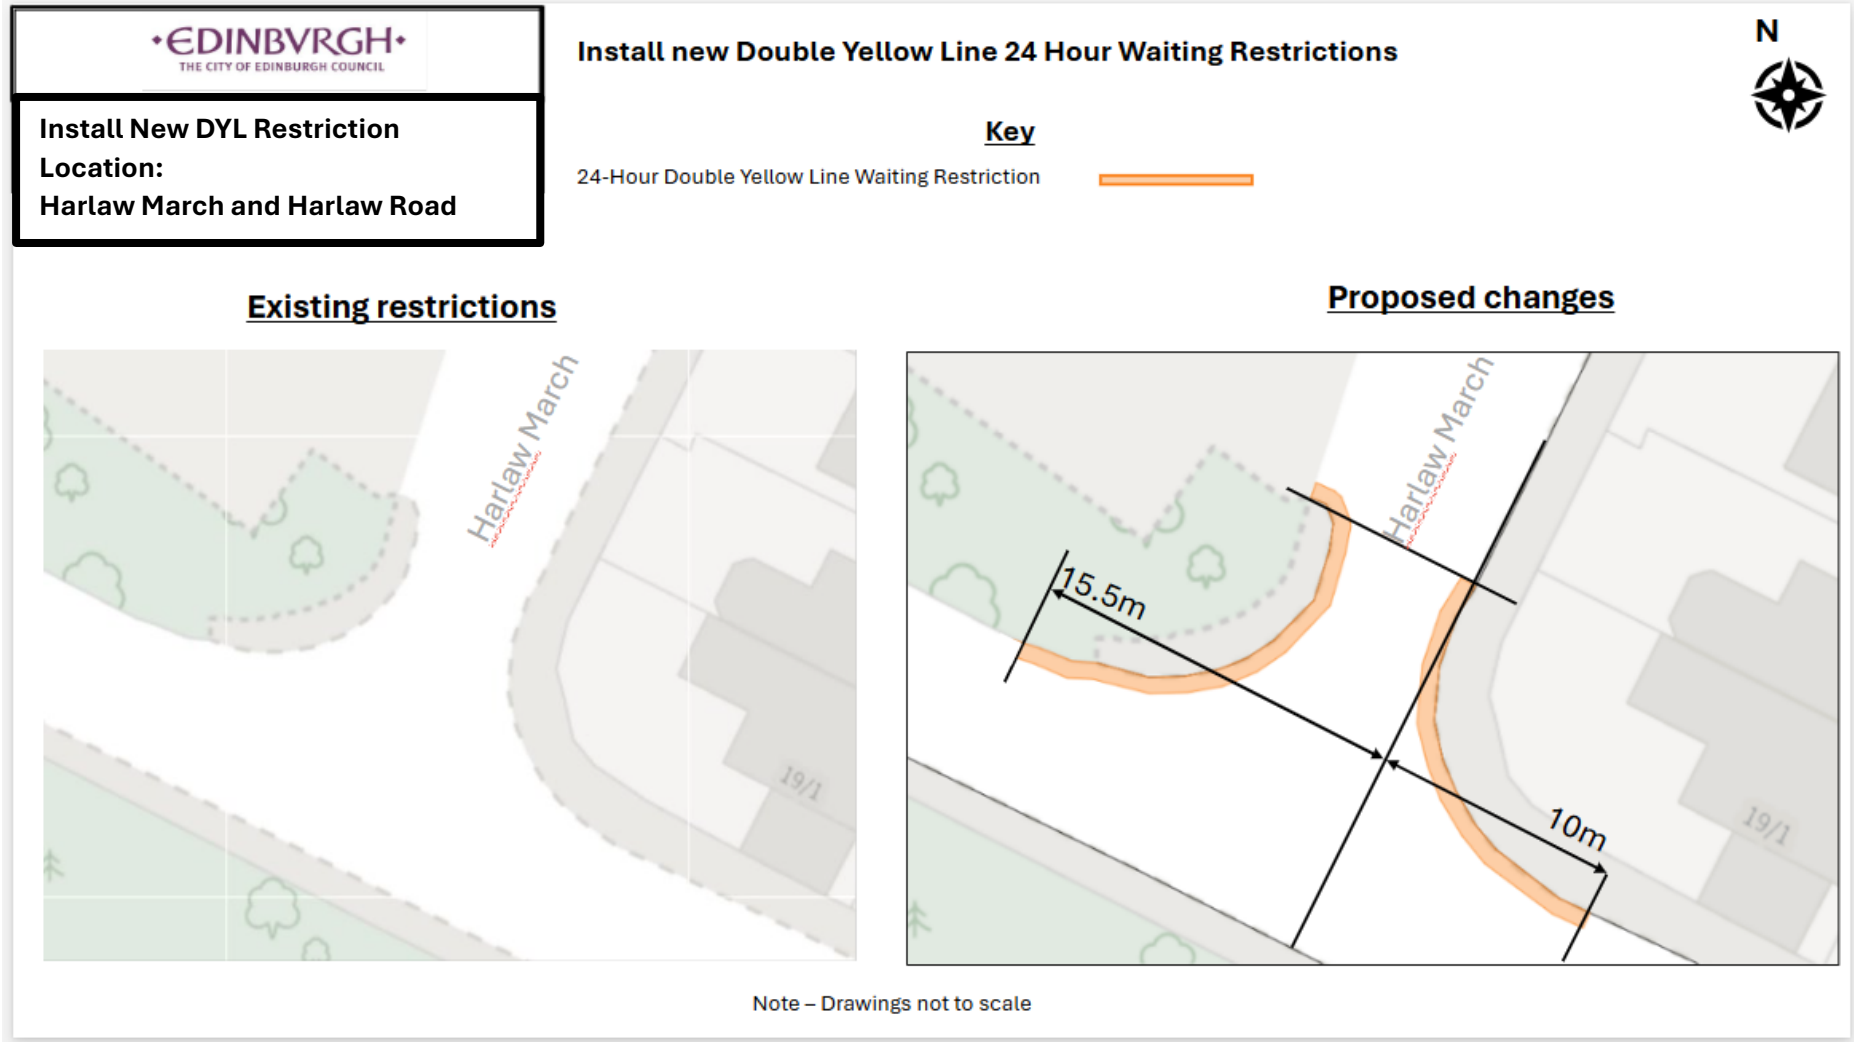 •EDINBVRGH•
THE CITY OF EDINBURGH COUNCIL
Install New DYL Restriction
Location:
Harlaw March and Harlaw Road
Install new Double Yellow Line 24 Hour Waiting Restrictions
Key
24-Hour Double Yellow Line Waiting Restriction
N
Existing restrictions
Harlaw March
19/1
Proposed changes
Harlaw March
15.5m
10m
19/1
Note – Drawings not to scale